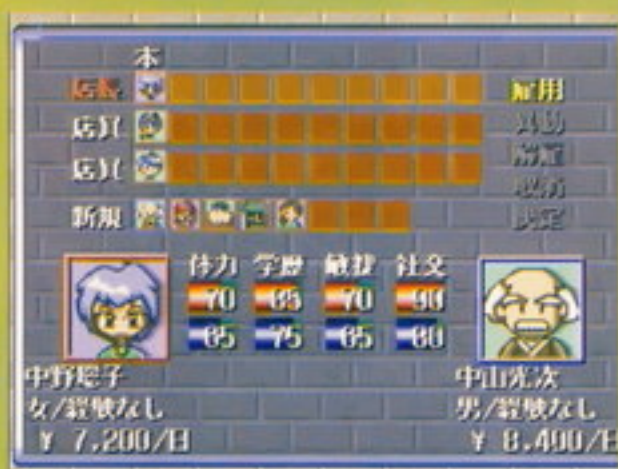 本
店長 雇用
店員 異動
店員 解雇
取消
新規 決定
体力 学歴 敏捷 社交
70 65 70 90
65 75 65 80
中野聡子 中山光次
女/経験なし 男/経験なし
¥ 7,200/日 ¥ 8,400/日